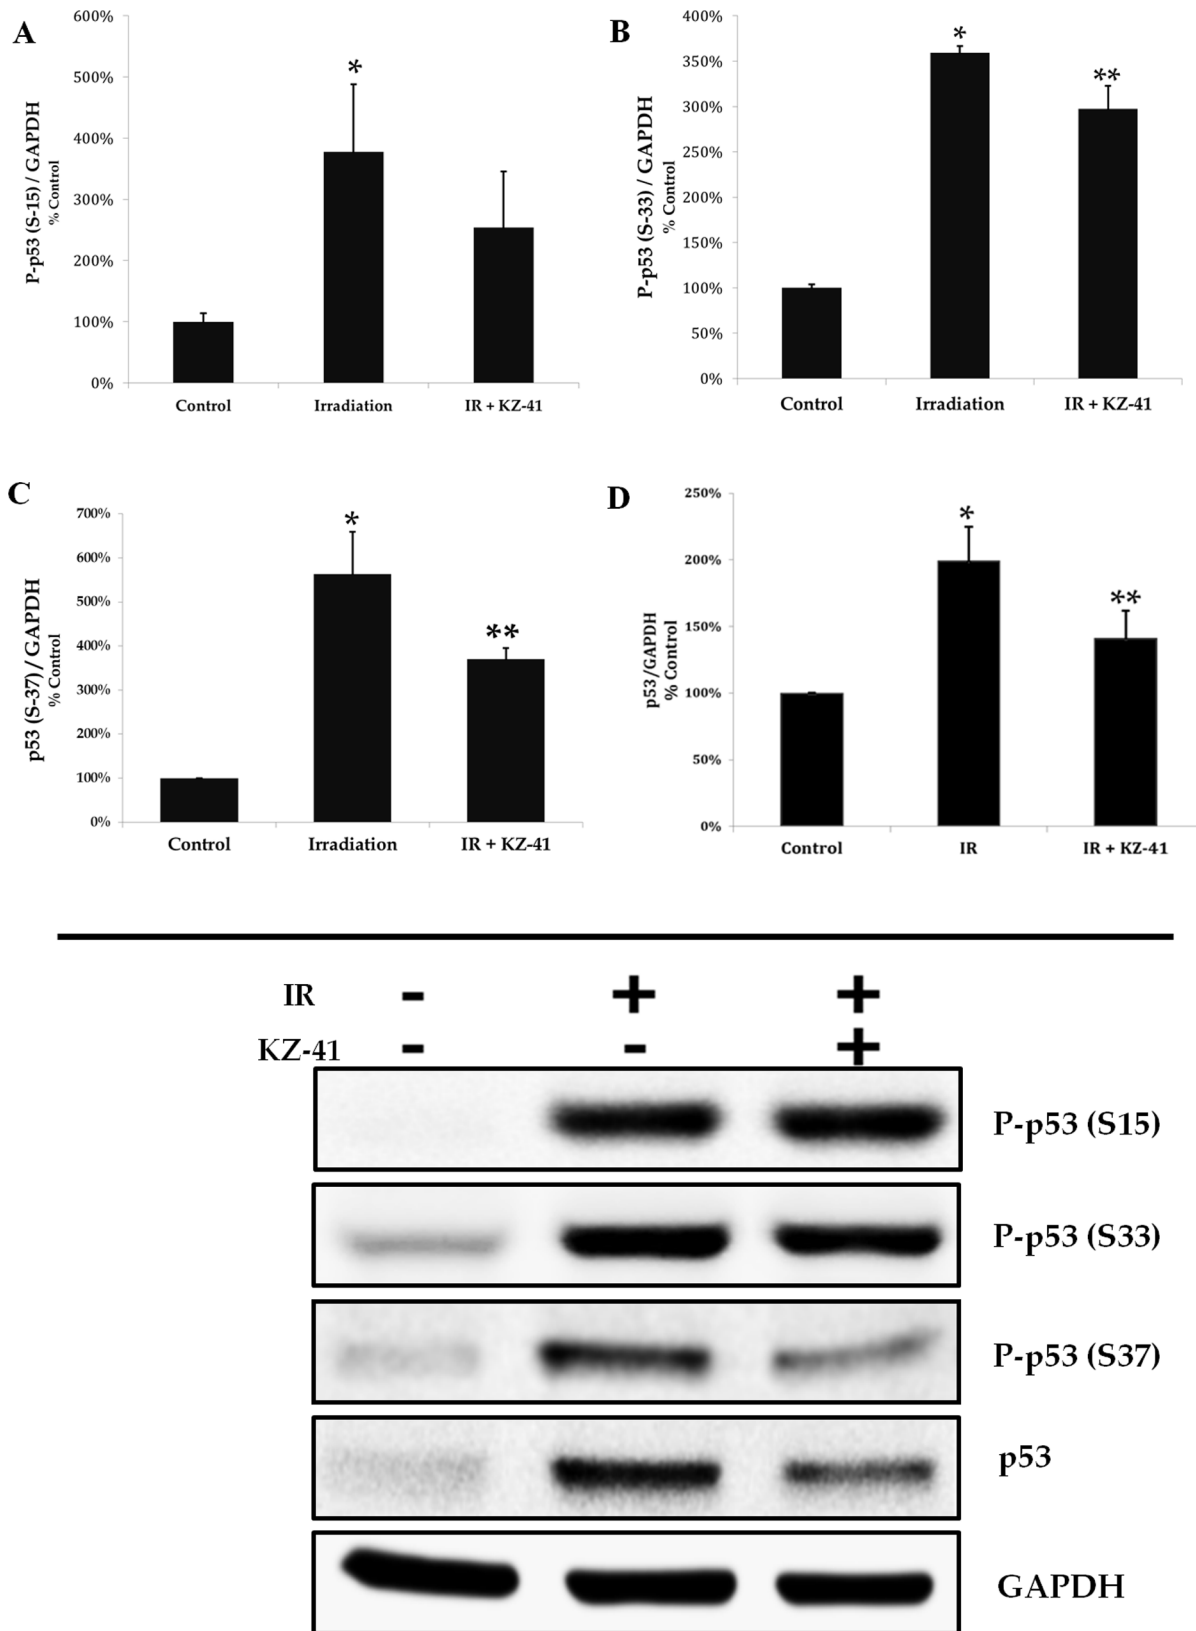 A
P-p53 (S-15) / GAPDH
% Control
600%
500%
400%
300%
200%
100%
0%
*
Control
Irradiation
IR + KZ-41
B
P-p53 (S-33) / GAPDH
% Control
400%
350%
300%
250%
200%
150%
100%
50%
0%
*
**
Control
Irradiation
IR + KZ-41
C
p53 (S-37) / GAPDH
% Control
700%
600%
500%
400%
300%
200%
100%
0%
*
**
Control
Irradiation
IR + KZ-41
D
p53/GAPDH
% Control
250%
200%
150%
100%
50%
0%
*
**
Control
IR
IR + KZ-41
IR - + +
KZ-41 - - +
P-p53 (S15)
P-p53 (S33)
P-p53 (S37)
p53
GAPDH